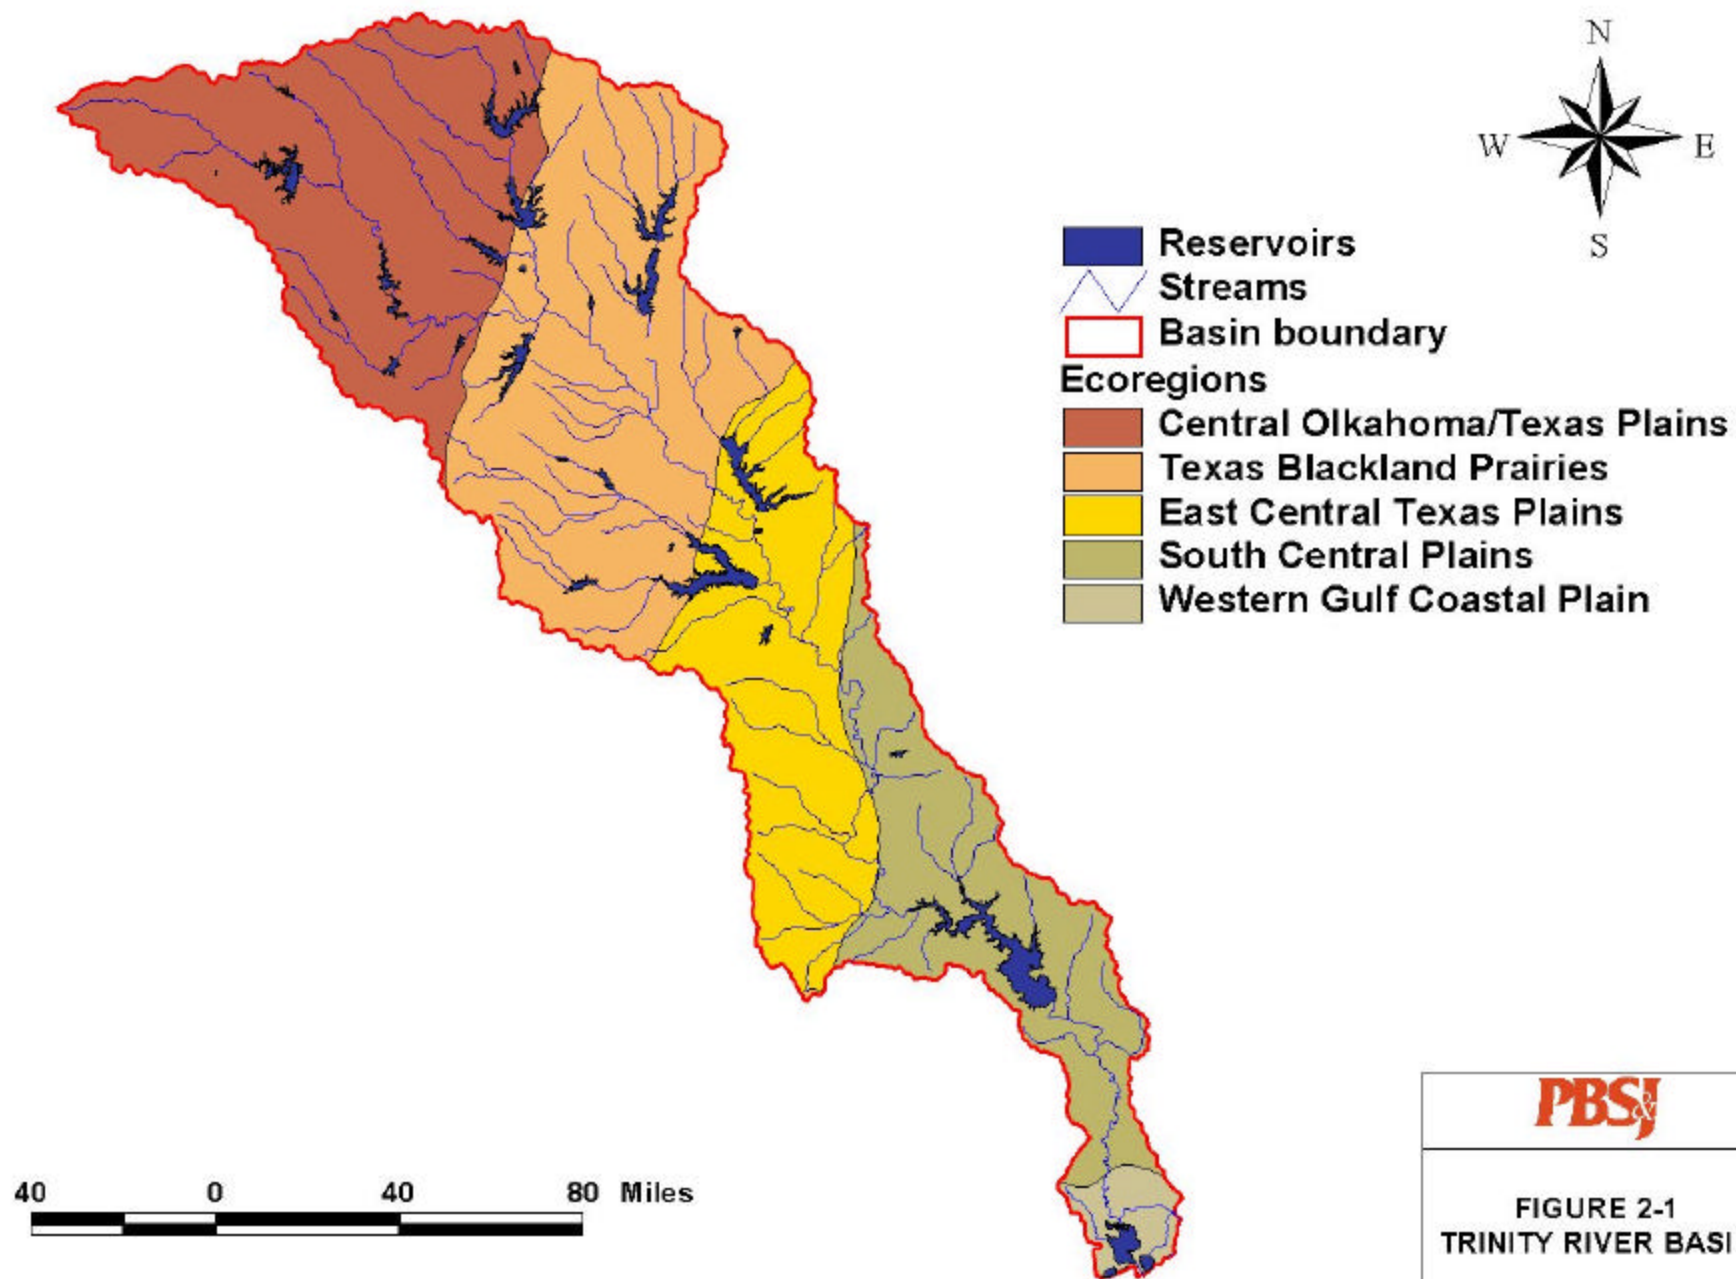 N
W E
S
Reservoirs
Streams
Basin boundary
Ecoregions
Central Olkahoma/Texas Plains
Texas Blackland Prairies
East Central Texas Plains
South Central Plains
Western Gulf Coastal Plain
40 0 40 80 Miles
PBS&J
FIGURE 2-1
TRINITY RIVER BASI